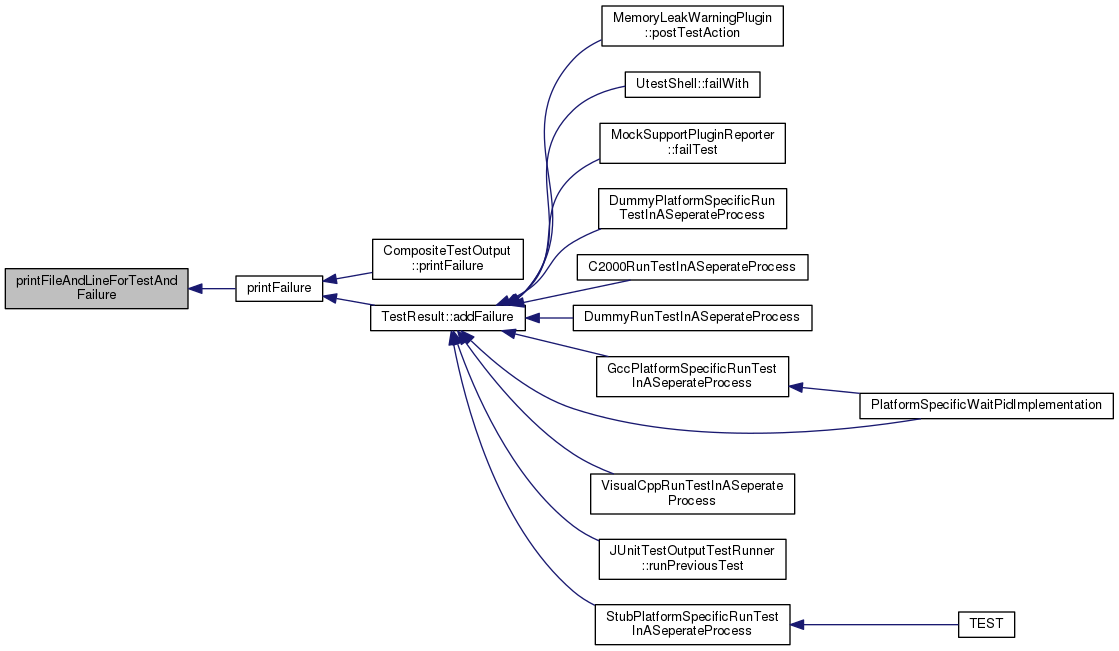 MemoryLeakWarningPlugin
::postTestAction
UtestShell::failWith
MockSupportPluginReporter
::failTest
DummyPlatformSpecificRun
TestInASeperateProcess
CompositeTestOutput
::printFailure
C2000RunTestInASeperateProcess
printFileAndLineForTestAnd
Failure
printFailure
TestResult::addFailure
DummyRunTestInASeperateProcess
GccPlatformSpecificRunTest
InASeperateProcess
PlatformSpecificWaitPidImplementation
VisualCppRunTestInASeperate
Process
JUnitTestOutputTestRunner
::runPreviousTest
StubPlatformSpecificRunTest
InASeperateProcess
TEST